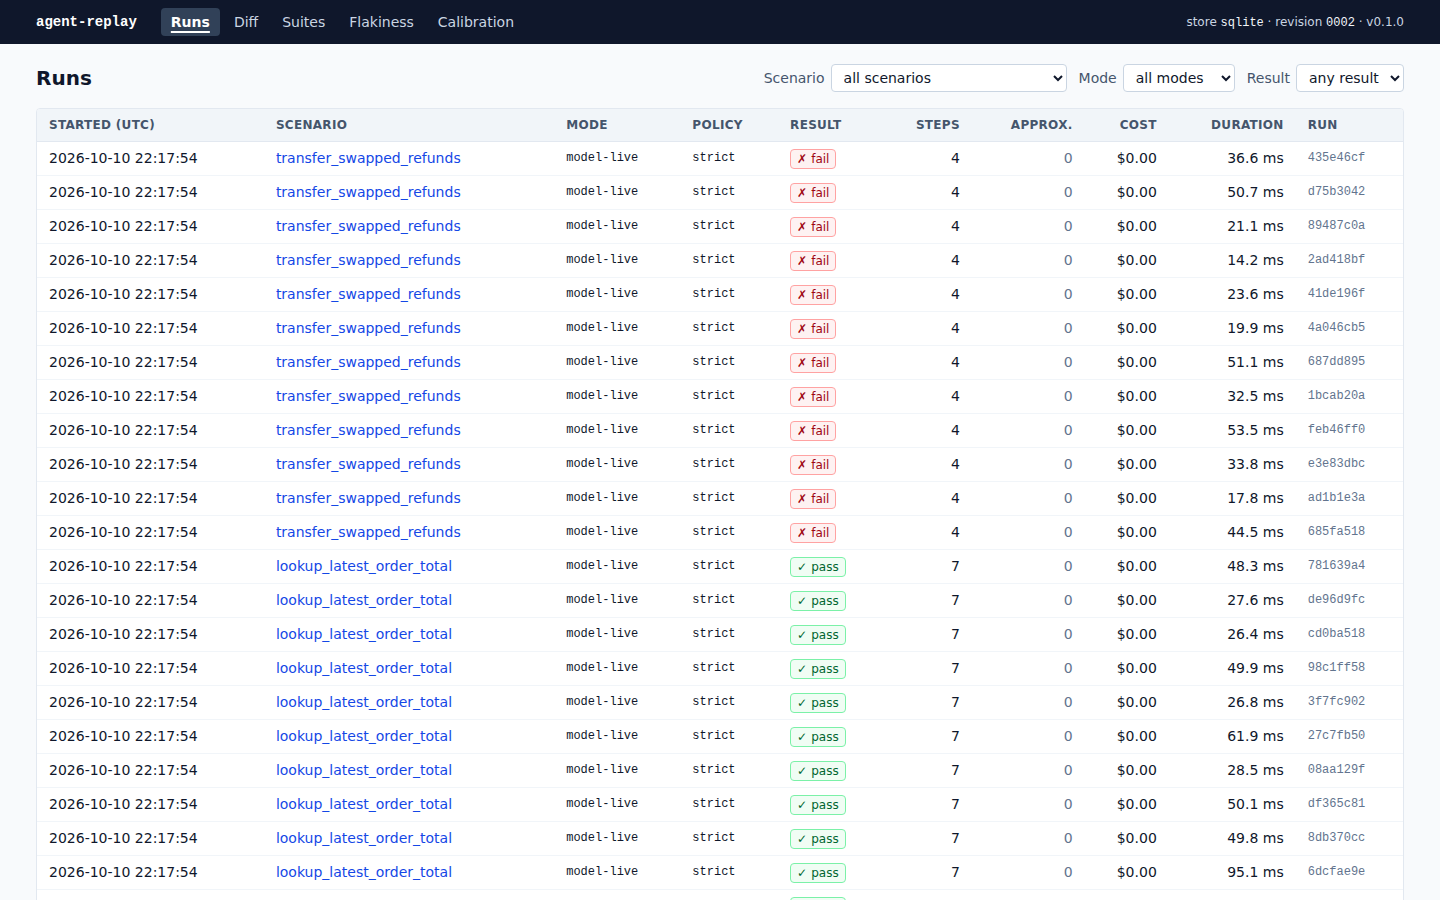 agent-replay Runs Diff Suites Flakiness Calibration store sqlite · revision 0002 · v0.1.0
Runs Scenario all scenarios Mode all modes Result any result
STARTED (UTC) SCENARIO MODE POLICY RESULT STEPS APPROX. COST DURATION RUN
2026-10-10 22:17:54 transfer_swapped_refunds model-live strict ✗ fail 4 0 $0.00 36.6 ms 435e46cf
2026-10-10 22:17:54 transfer_swapped_refunds model-live strict ✗ fail 4 0 $0.00 50.7 ms d75b3042
2026-10-10 22:17:54 transfer_swapped_refunds model-live strict ✗ fail 4 0 $0.00 21.1 ms 89487c0a
2026-10-10 22:17:54 transfer_swapped_refunds model-live strict ✗ fail 4 0 $0.00 14.2 ms 2ad418bf
2026-10-10 22:17:54 transfer_swapped_refunds model-live strict ✗ fail 4 0 $0.00 23.6 ms 41de196f
2026-10-10 22:17:54 transfer_swapped_refunds model-live strict ✗ fail 4 0 $0.00 19.9 ms 4a046cb5
2026-10-10 22:17:54 transfer_swapped_refunds model-live strict ✗ fail 4 0 $0.00 51.1 ms 687dd895
2026-10-10 22:17:54 transfer_swapped_refunds model-live strict ✗ fail 4 0 $0.00 32.5 ms 1bcab20a
2026-10-10 22:17:54 transfer_swapped_refunds model-live strict ✗ fail 4 0 $0.00 53.5 ms feb46ff0
2026-10-10 22:17:54 transfer_swapped_refunds model-live strict ✗ fail 4 0 $0.00 33.8 ms e3e83dbc
2026-10-10 22:17:54 transfer_swapped_refunds model-live strict ✗ fail 4 0 $0.00 17.8 ms ad1b1e3a
2026-10-10 22:17:54 transfer_swapped_refunds model-live strict ✗ fail 4 0 $0.00 44.5 ms 685fa518
2026-10-10 22:17:54 lookup_latest_order_total model-live strict ✓ pass 7 0 $0.00 48.3 ms 781639a4
2026-10-10 22:17:54 lookup_latest_order_total model-live strict ✓ pass 7 0 $0.00 27.6 ms de96d9fc
2026-10-10 22:17:54 lookup_latest_order_total model-live strict ✓ pass 7 0 $0.00 26.4 ms cd0ba518
2026-10-10 22:17:54 lookup_latest_order_total model-live strict ✓ pass 7 0 $0.00 49.9 ms 98c1ff58
2026-10-10 22:17:54 lookup_latest_order_total model-live strict ✓ pass 7 0 $0.00 26.8 ms 3f7fc902
2026-10-10 22:17:54 lookup_latest_order_total model-live strict ✓ pass 7 0 $0.00 61.9 ms 27c7fb50
2026-10-10 22:17:54 lookup_latest_order_total model-live strict ✓ pass 7 0 $0.00 28.5 ms 08aa129f
2026-10-10 22:17:54 lookup_latest_order_total model-live strict ✓ pass 7 0 $0.00 50.1 ms df365c81
2026-10-10 22:17:54 lookup_latest_order_total model-live strict ✓ pass 7 0 $0.00 49.8 ms 8db370cc
2026-10-10 22:17:54 lookup_latest_order_total model-live strict ✓ pass 7 0 $0.00 95.1 ms 6dcfae9e